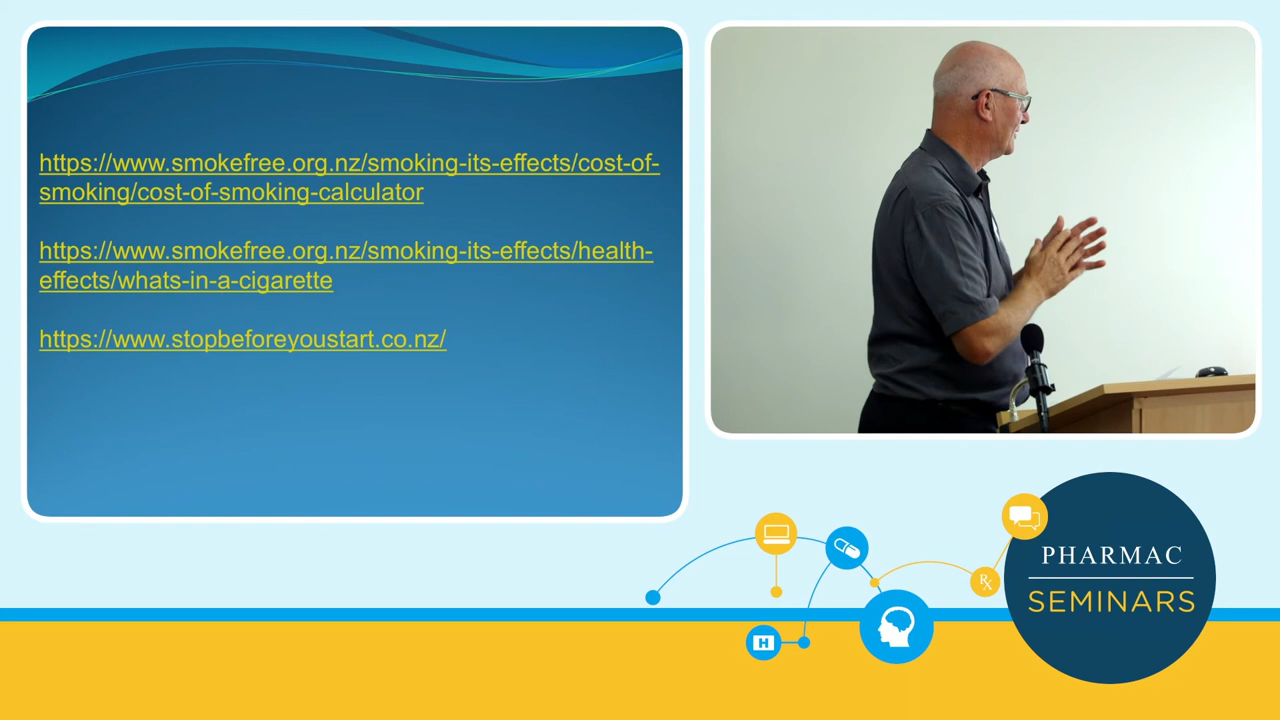 https://www.smokefree.org.nz/smoking-its-effects/cost-of-
smoking/cost-of-smoking-calculator
https://www.smokefree.org.nz/smoking-its-effects/health-
effects/whats-in-a-cigarette
https://www.stopbeforeyoustart.co.nz/
Rx
H
PHARMAC
SEMINARS